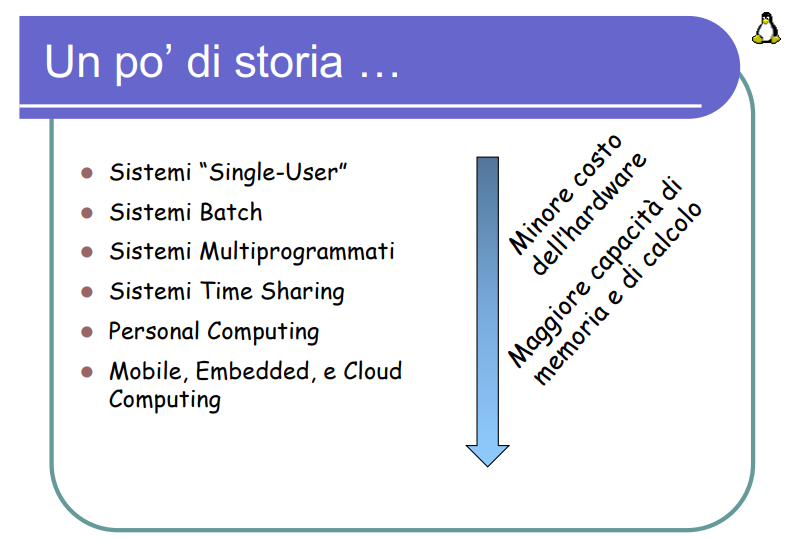 Un po’ di storia …
Sistemi “Single-User”
Sistemi Batch
Sistemi Multiprogrammati
Sistemi Time Sharing
Personal Computing
Mobile, Embedded, e Cloud
Computing
Minore costo
dell'hardware
Maggiore capacità di
memoria e di calcolo